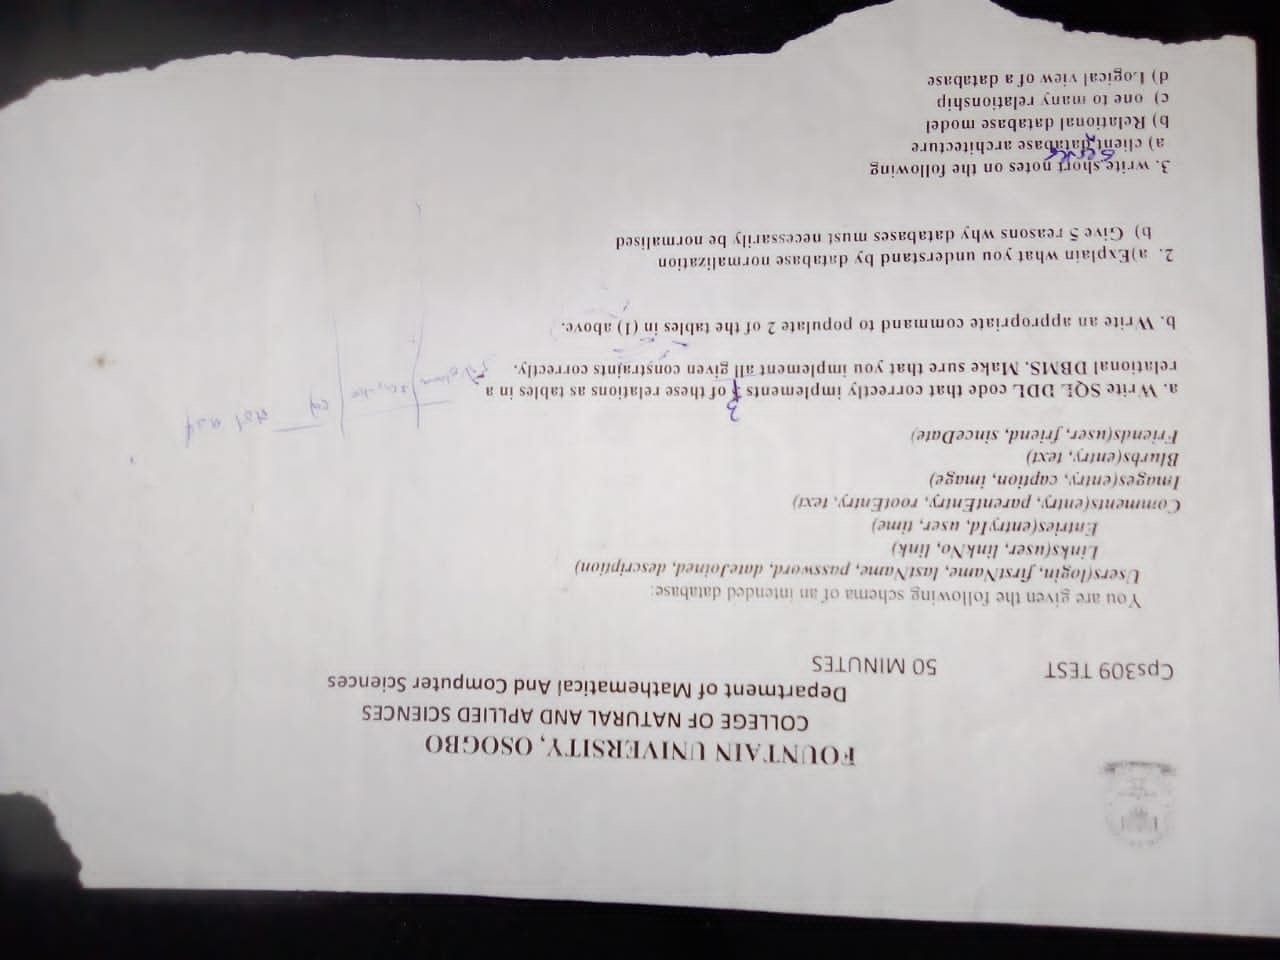 FOUNTAIN UNIVERSITY, OSOGBO
COLLEGE OF NATURAL AND APLLIED SCIENCES
Department of Mathematical And Computer Sciences
Cps309 TEST 50 MINUTES
You are given the following schema of an intended database:
Users(login, firstName, lastName, password, dateJoined, description)
Links(user, linkNo, link)
Entries(entryId, user, time)
Comments(entry, parentEntry, rootEntry, text)
Images(entry, caption, image)
Blurbs(entry, text)
Friends(user, friend, sinceDate)
a. Write SQL DDL code that correctly implements 3 of these relations as tables in a
relational DBMS. Make sure that you implement all given constraints correctly.
b. Write an appropriate command to populate 2 of the tables in (1) above.
2. a)Explain what you understand by database normalization
b) Give 5 reasons why databases must necessarily be normalised
3. write short notes on the following
a) client database architecture
b) Relational database model
c) one to many relationship
d) Logical view of a database